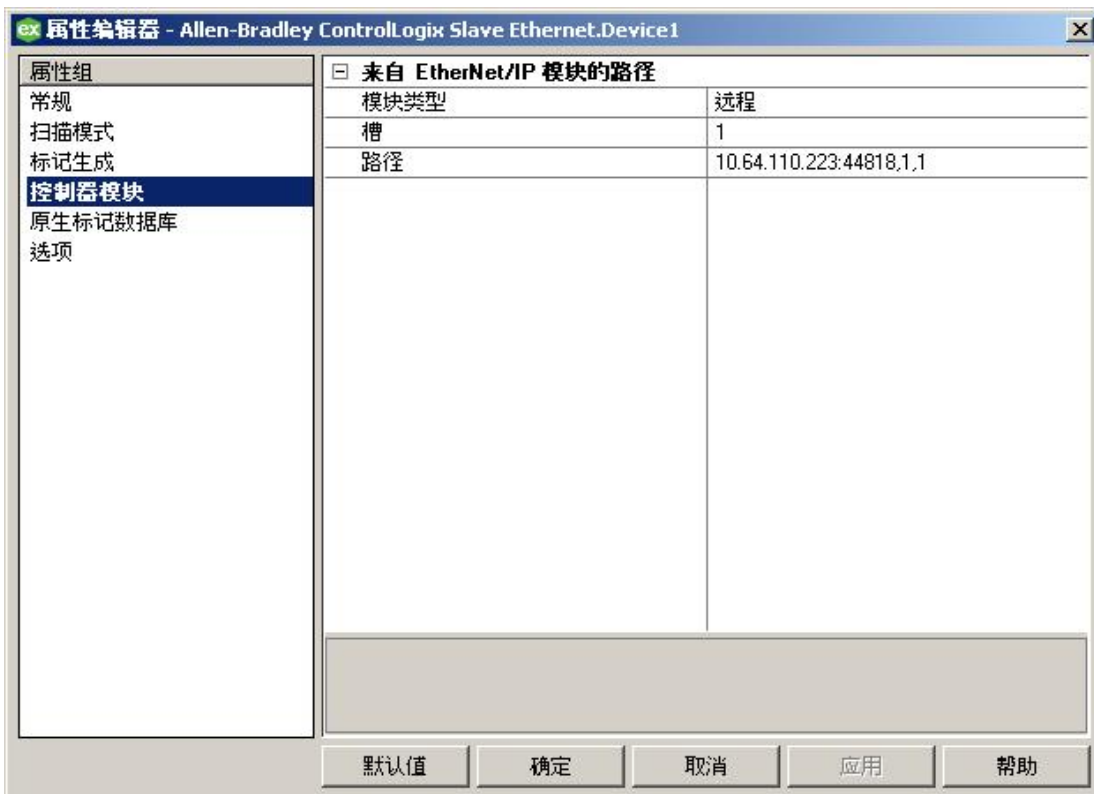 ex 属性编辑器 - Allen-Bradley ControlLogix Slave Ethernet.Device1
属性组
常规
扫描模式
标记生成
控制器模块
原生标记数据库
选项
来自 EtherNet/IP 模块的路径
模块类型 远程
槽 1
路径 10.64.110.223:44818,1,1
默认值 确定 取消 应用 帮助